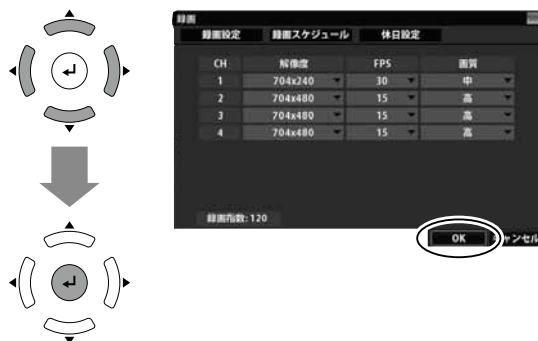 録画
録画設定 録画スケジュール 休日設定
CH 解像度 FPS 画質
1 704x240 30 中
2 704x480 15 高
3 704x480 15 高
4 704x480 15 高
録画指数: 120
OK キャンセル